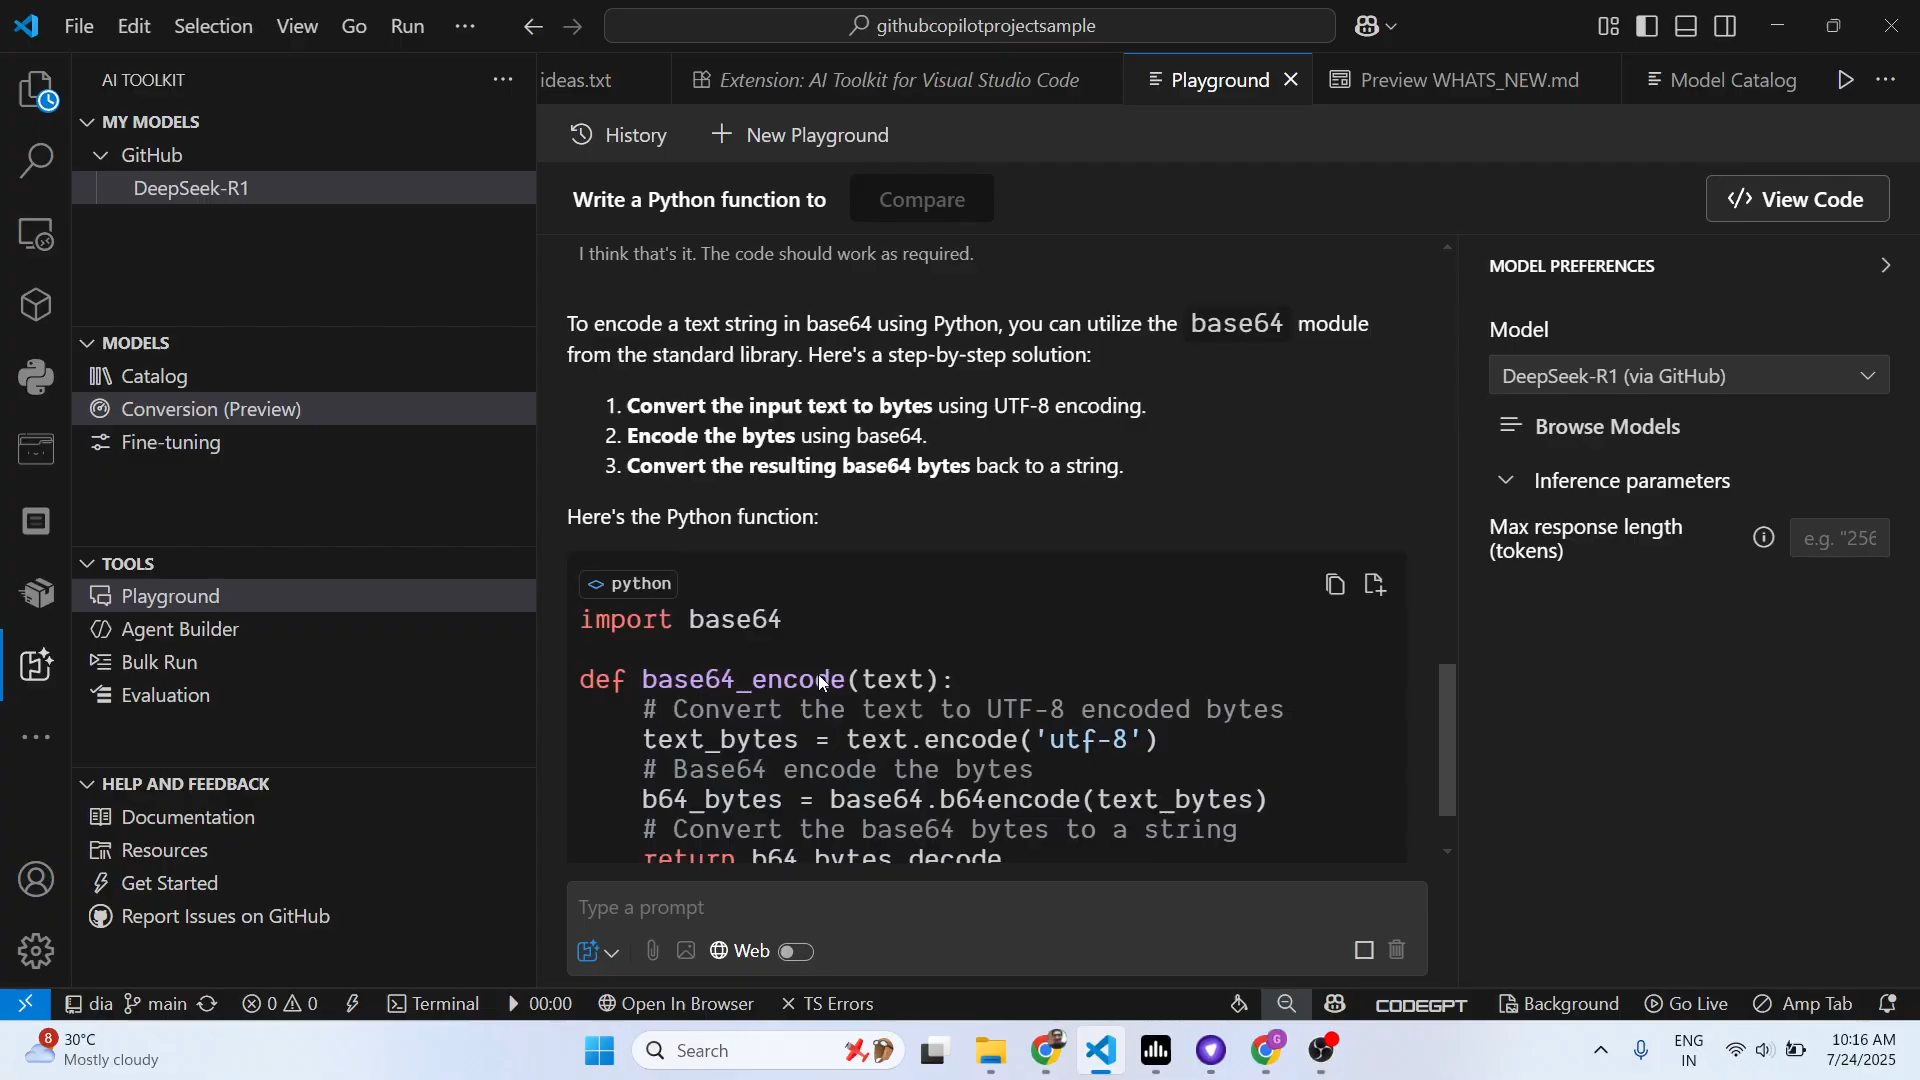 File Edit Selection View Go Run ··· githubcopilotprojectsample
AI TOOLKIT
ideas.txt Extension: AI Toolkit for Visual Studio Code Playground Preview WHATS_NEW.md Model Catalog
MY MODELS
GitHub
DeepSeek-R1
MODELS
Catalog
Conversion (Preview)
Fine-tuning
TOOLS
Playground
Agent Builder
Bulk Run
Evaluation
HELP AND FEEDBACK
Documentation
Resources
Get Started
Report Issues on GitHub
History New Playground
Write a Python function to Compare View Code
I think that's it. The code should work as required.
To encode a text string in base64 using Python, you can utilize the base64 module
from the standard library. Here's a step-by-step solution:
1. Convert the input text to bytes using UTF-8 encoding.
2. Encode the bytes using base64.
3. Convert the resulting base64 bytes back to a string.
Here's the Python function:
<> python
import base64
def base64_encode(text):
# Convert the text to UTF-8 encoded bytes
text_bytes = text.encode('utf-8')
# Base64 encode the bytes
b64_bytes = base64.b64encode(text_bytes)
# Convert the base64 bytes to a string
return b64_bytes.decode
Type a prompt
Web
MODEL PREFERENCES
Model
DeepSeek-R1 (via GitHub)
Browse Models
Inference parameters
Max response length
(tokens)
e.g. "256
dia main 0 0 Terminal 00:00 Open In Browser TS Errors CODEGPT Background Go Live Amp Tab
8 30°C
Mostly cloudy
Search
G
ENG
IN
10:16 AM
7/24/2025